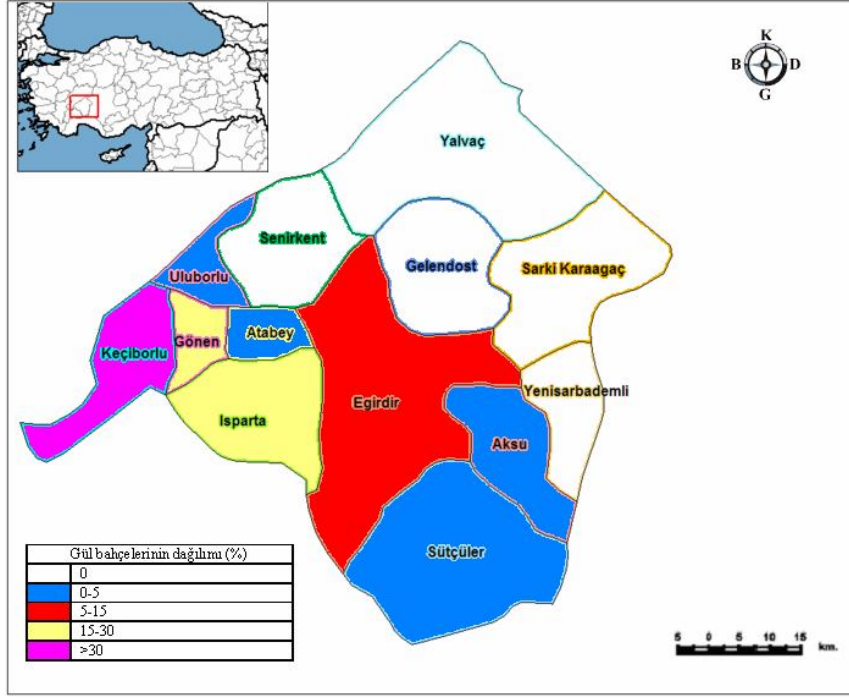 K
B D
G
Yalvaç
Senirkent
Gelendost
Sarki Karaagaç
Uluborlu
Atabey
Gönen
Keçiborlu
Yenisarbademli
Egirdir
Isparta
Aksu
Sütçüler
Gül bahçelerinin dağılımı (%)
0
0-5
5-15
15-30
>30
5 0 5 10 15
km.